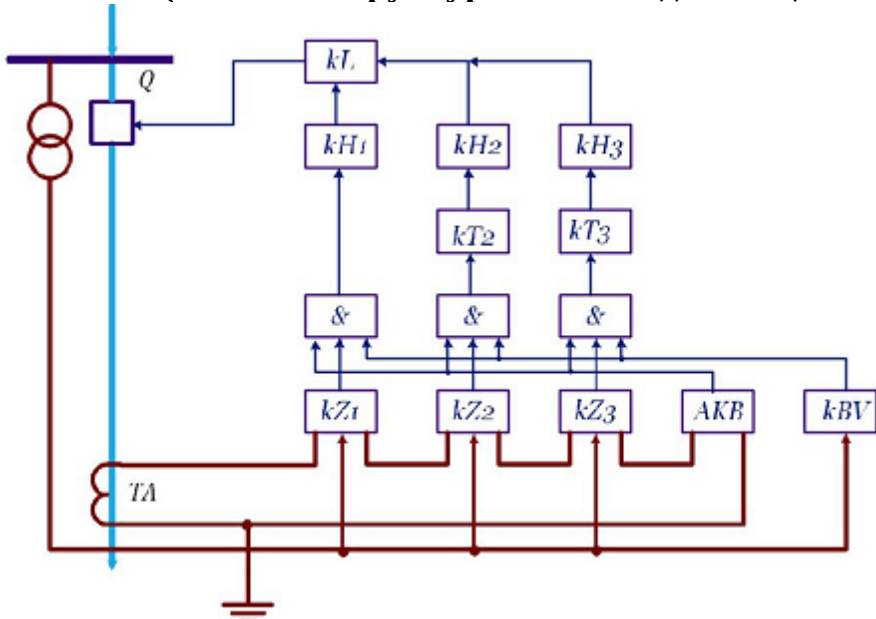 Q
kL
kH1 kH2 kH3
kT2 kT3
& & &
kZ1 kZ2 kZ3 AKB kBV
TA